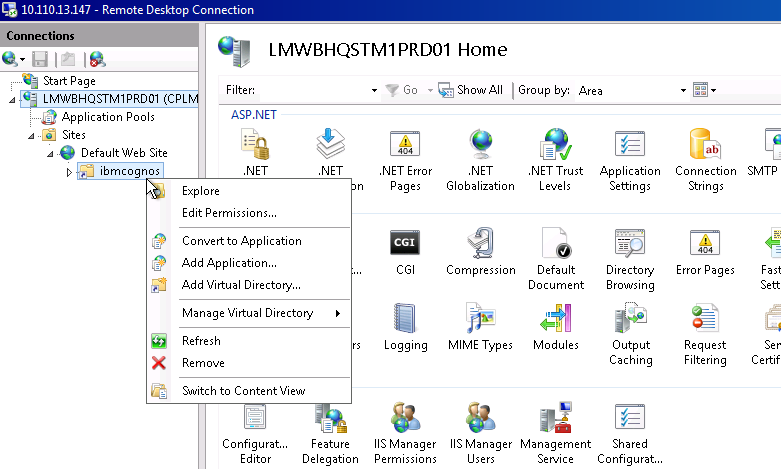 10.110.13.147 - Remote Desktop Connection
Connections
Start Page
LMWBHQSTM1PRD01 (CPLM
Application Pools
Sites
Default Web Site
ibmcognos
Explore
Edit Permissions...
Convert to Application
Add Application...
Add Virtual Directory...
Manage Virtual Directory
Refresh
Remove
Switch to Content View
LMWBHQSTM1PRD01 Home
Filter:
Go
Show All
Group by:
Area
ASP.NET
.NET
.NET
.NET Error
Pages
.NET
Globalization
.NET Trust
Levels
Application
Settings
Connection
Strings
SMTP
t...
CGI
Compression
Default
Document
Directory
Browsing
Error Pages
Fast
Sett
rs
Logging
MIME Types
Modules
Output
Caching
Request
Filtering
Serv
Certific
Configurat...
Editor
Feature
Delegation
IIS Manager
Permissions
IIS Manager
Users
Management
Service
Shared
Configurat...